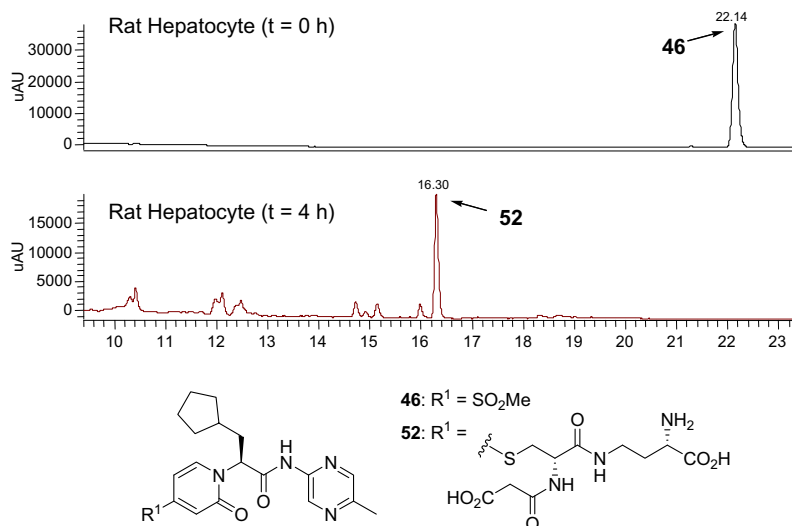 Rat Hepatocyte (t = 0 h)
22.14
46
30000
20000
10000
0
uAU
Rat Hepatocyte (t = 4 h)
16.30
52
15000
10000
5000
0
uAU
10 11 12 13 14 15 16 17 18 19 20 21 22 23
46: R¹ = SO₂Me
52: R¹ =
O
NH₂
S
N
H
CO₂H
NH
HO₂C
O
H
N
N
N
O
N
R¹
O